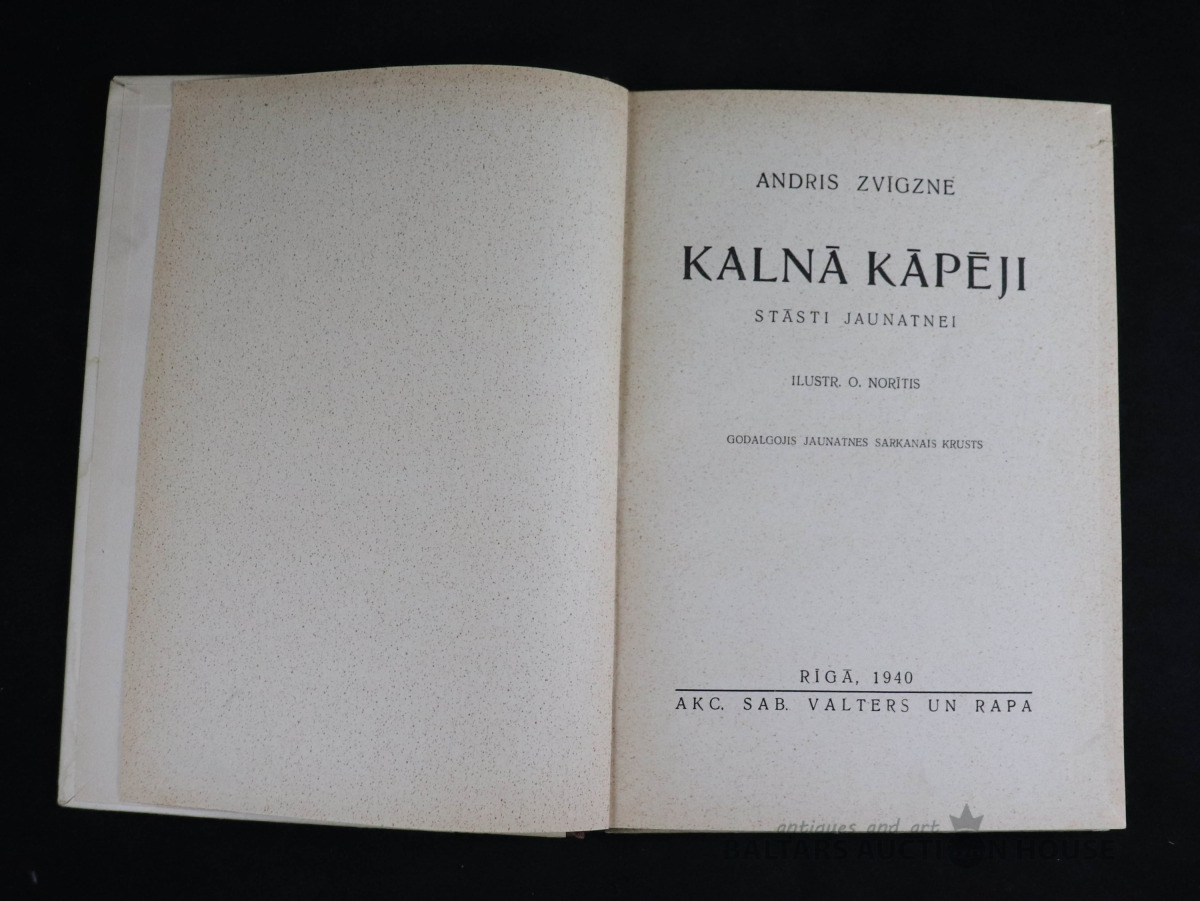 ANDRIS ZVIGZNE
KALNĀ KĀPĒJI
STĀSTI JAUNATNEI
ILUSTR. O. NORĪTIS
GODALGOJIS JAUNATNES SARKANAIS KRUSTS
RĪGĀ, 1940
AKC. SAB. VALTERS UN RAPA
antiques and art
BALTARS AUCTION HOUSE